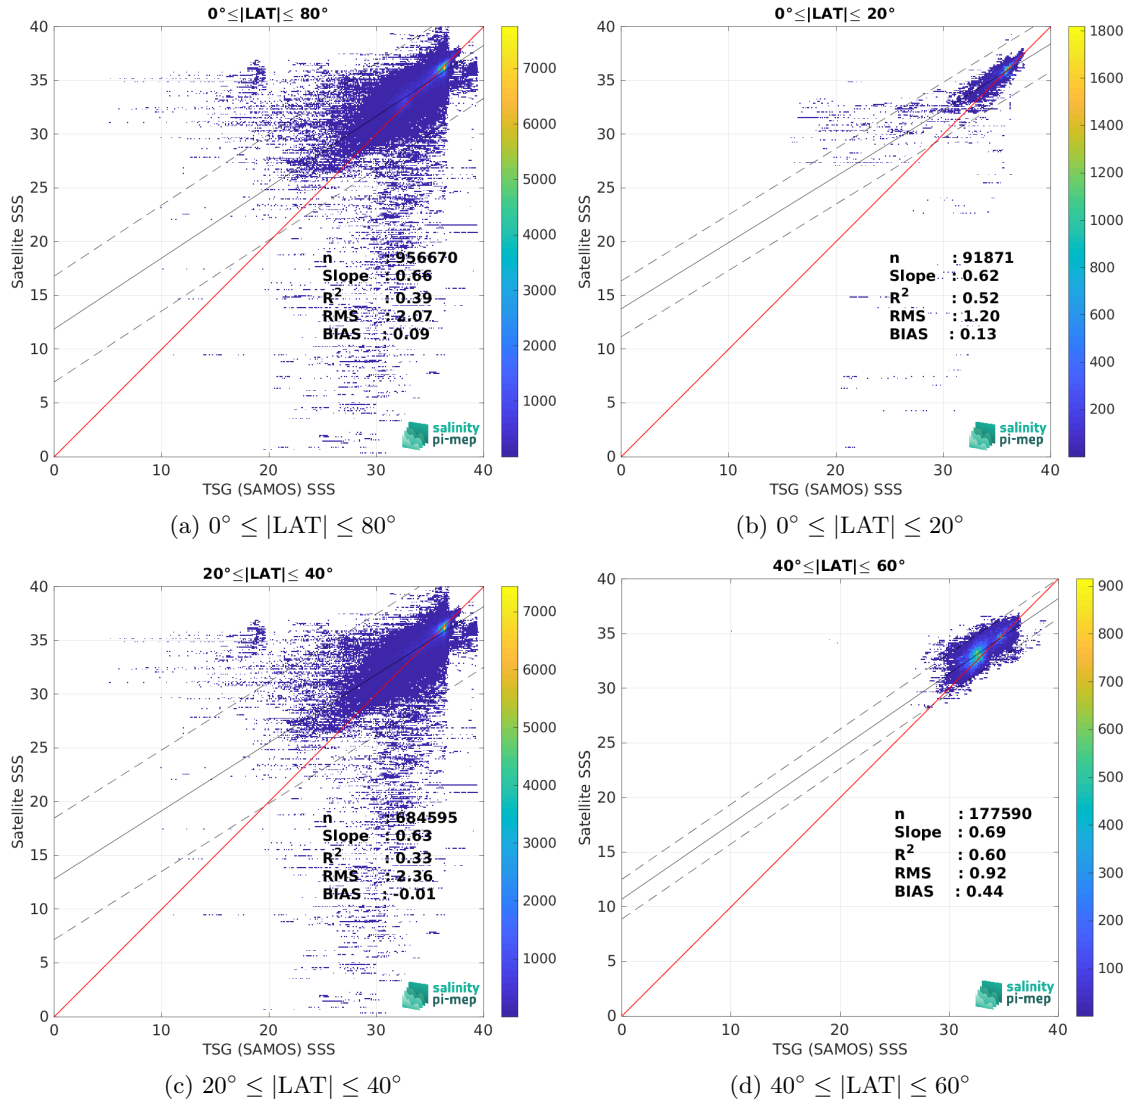 0°≤|LAT|≤ 80°
40
35
30
25
20
15
10
5
0
Satellite SSS
n : 956670
Slope : 0.66
R² : 0.39
RMS : 2.07
BIAS : 0.09
salinity
pi-mep
0 10 20 30 40
TSG (SAMOS) SSS
7000
6000
5000
4000
3000
2000
1000
(a) 0° ≤ |LAT| ≤ 80°
0°≤|LAT|≤ 20°
40
35
30
25
20
15
10
5
0
Satellite SSS
n : 91871
Slope : 0.62
R² : 0.52
RMS : 1.20
BIAS : 0.13
salinity
pi-mep
0 10 20 30 40
TSG (SAMOS) SSS
1800
1600
1400
1200
1000
800
600
400
200
(b) 0° ≤ |LAT| ≤ 20°
20°≤|LAT|≤ 40°
40
35
30
25
20
15
10
5
0
Satellite SSS
n : 684595
Slope : 0.63
R² : 0.33
RMS : 2.36
BIAS : -0.01
salinity
pi-mep
0 10 20 30 40
TSG (SAMOS) SSS
7000
6000
5000
4000
3000
2000
1000
(c) 20° ≤ |LAT| ≤ 40°
40°≤|LAT|≤ 60°
40
35
30
25
20
15
10
5
0
Satellite SSS
n : 177590
Slope : 0.69
R² : 0.60
RMS : 0.92
BIAS : 0.44
salinity
pi-mep
0 10 20 30 40
TSG (SAMOS) SSS
900
800
700
600
500
400
300
200
100
(d) 40° ≤ |LAT| ≤ 60°